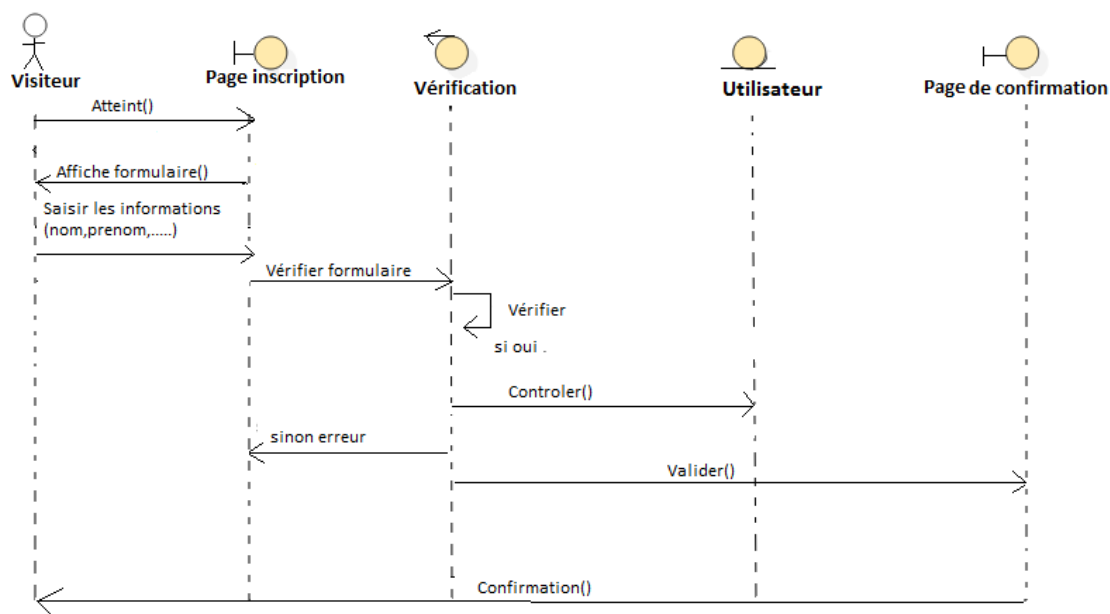 Visiteur
Page inscription
Vérification
Utilisateur
Page de confirmation
Atteint()
Affiche formulaire()
Saisir les informations
(nom,prenom,.....)
Vérifier formulaire
Vérifier
si oui .
Controler()
sinon erreur
Valider()
Confirmation()